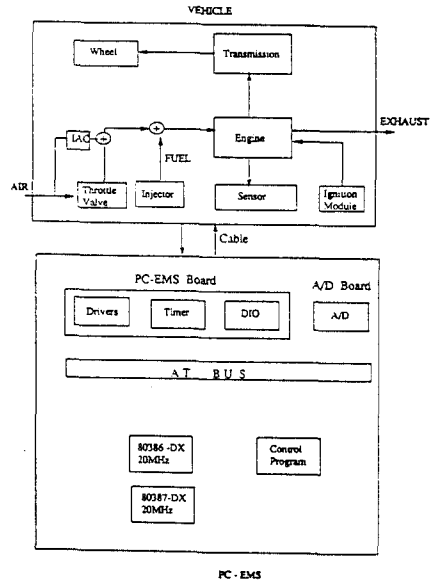 VEHICLE
Wheel
Transmission
EXHAUST
IAC
Engine
FUEL
AIR
Throttle
Valve
Injector
Sensor
Ignition
Module
Cable
PC-EMS Board
A/D Board
Drivers
Timer
DIO
A/D
AT BUS
80386-DX
20MHz
Control
Program
80387-DX
20MHz
PC - EMS